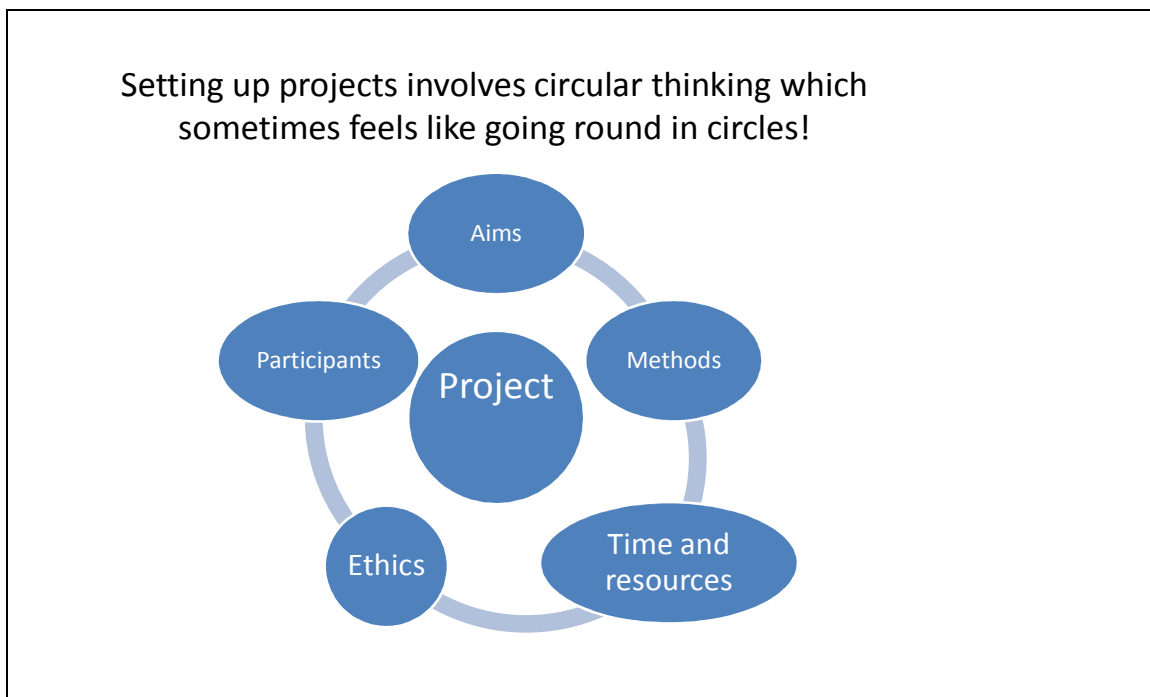 Setting up projects involves circular thinking which
sometimes feels like going round in circles!
Aims
Participants
Methods
Project
Ethics
Time and
resources